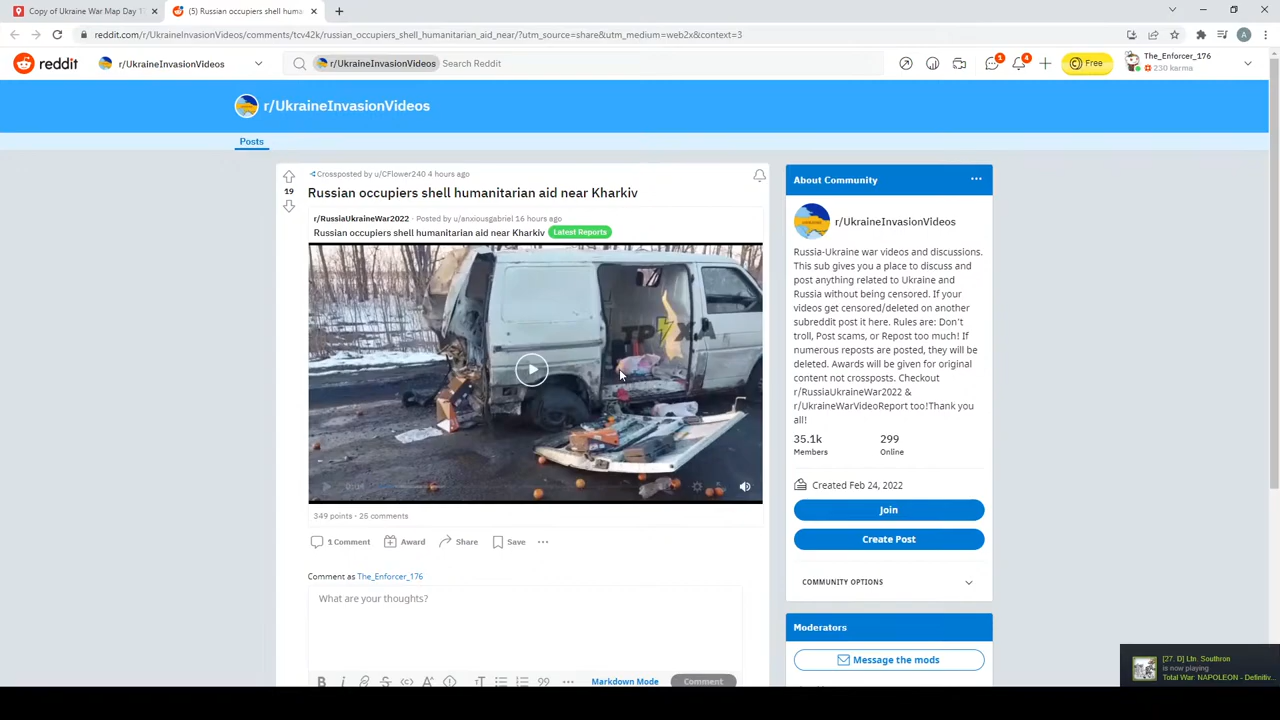 Copy of Ukraine War Map Day 1
(5) Russian occupiers shell huma
reddit.com/r/UkraineInvasionVideos/comments/tcv42k/russian_occupiers_shell_humanitarian_aid_near/?utm_source=share&utm_medium=web2x&context=3
A
reddit
r/UkraineInvasionVideos
r/UkraineInvasionVideos
Search Reddit
1
4
Free
The_Enforcer_176
230 karma
r/UkraineInvasionVideos
Posts
Crossposted by u/CFlower240 4 hours ago
19
Russian occupiers shell humanitarian aid near Kharkiv
r/RussiaUkraineWar2022 · Posted by u/anxiousgabriel 16 hours ago
Russian occupiers shell humanitarian aid near Kharkiv
Latest Reports
349 points · 25 comments
1 Comment
Award
Share
Save
Comment as The_Enforcer_176
What are your thoughts?
Markdown Mode
Comment
About Community
r/UkraineInvasionVideos
Russia-Ukraine war videos and discussions.
This sub gives you a place to discuss and
post anything related to Ukraine and
Russia without being censored. If your
videos get censored/deleted on another
subreddit post it here. Rules are: Don't
troll, Post scams, or Repost too much! If
numerous reposts are posted, they will be
deleted. Awards will be given for original
content not crossposts. Checkout
r/RussiaUkraineWar2022 &
r/UkraineWarVideoReport too!Thank you
all!
35.1k
299
Members
Online
Created Feb 24, 2022
Join
Create Post
COMMUNITY OPTIONS
Moderators
Message the mods
[27. D] Ltn. Southron
is now playing
Total War: NAPOLEON - Definitiv...